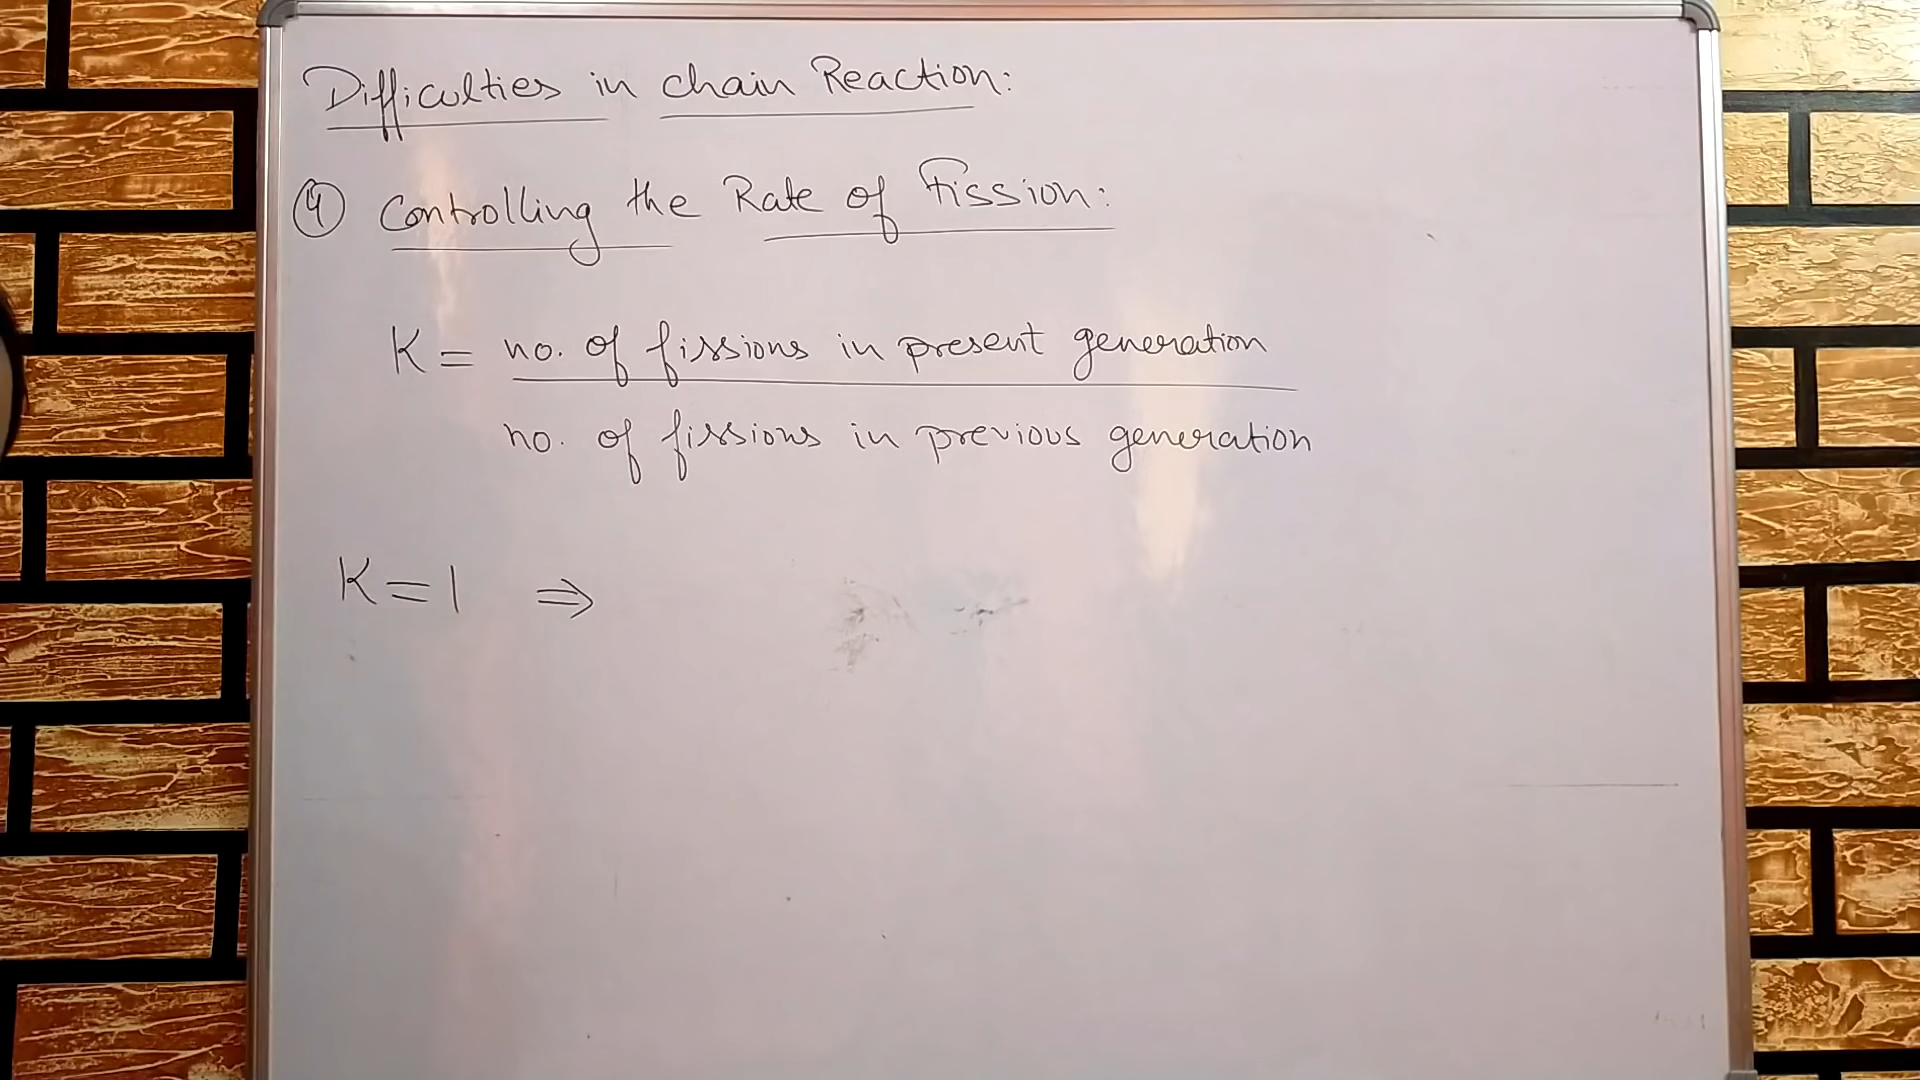 Difficulties in chain Reaction:
④ Controlling the Rate of Fission:
K = no. of fissions in present generation
no. of fissions in previous generation
K = 1 ⇒